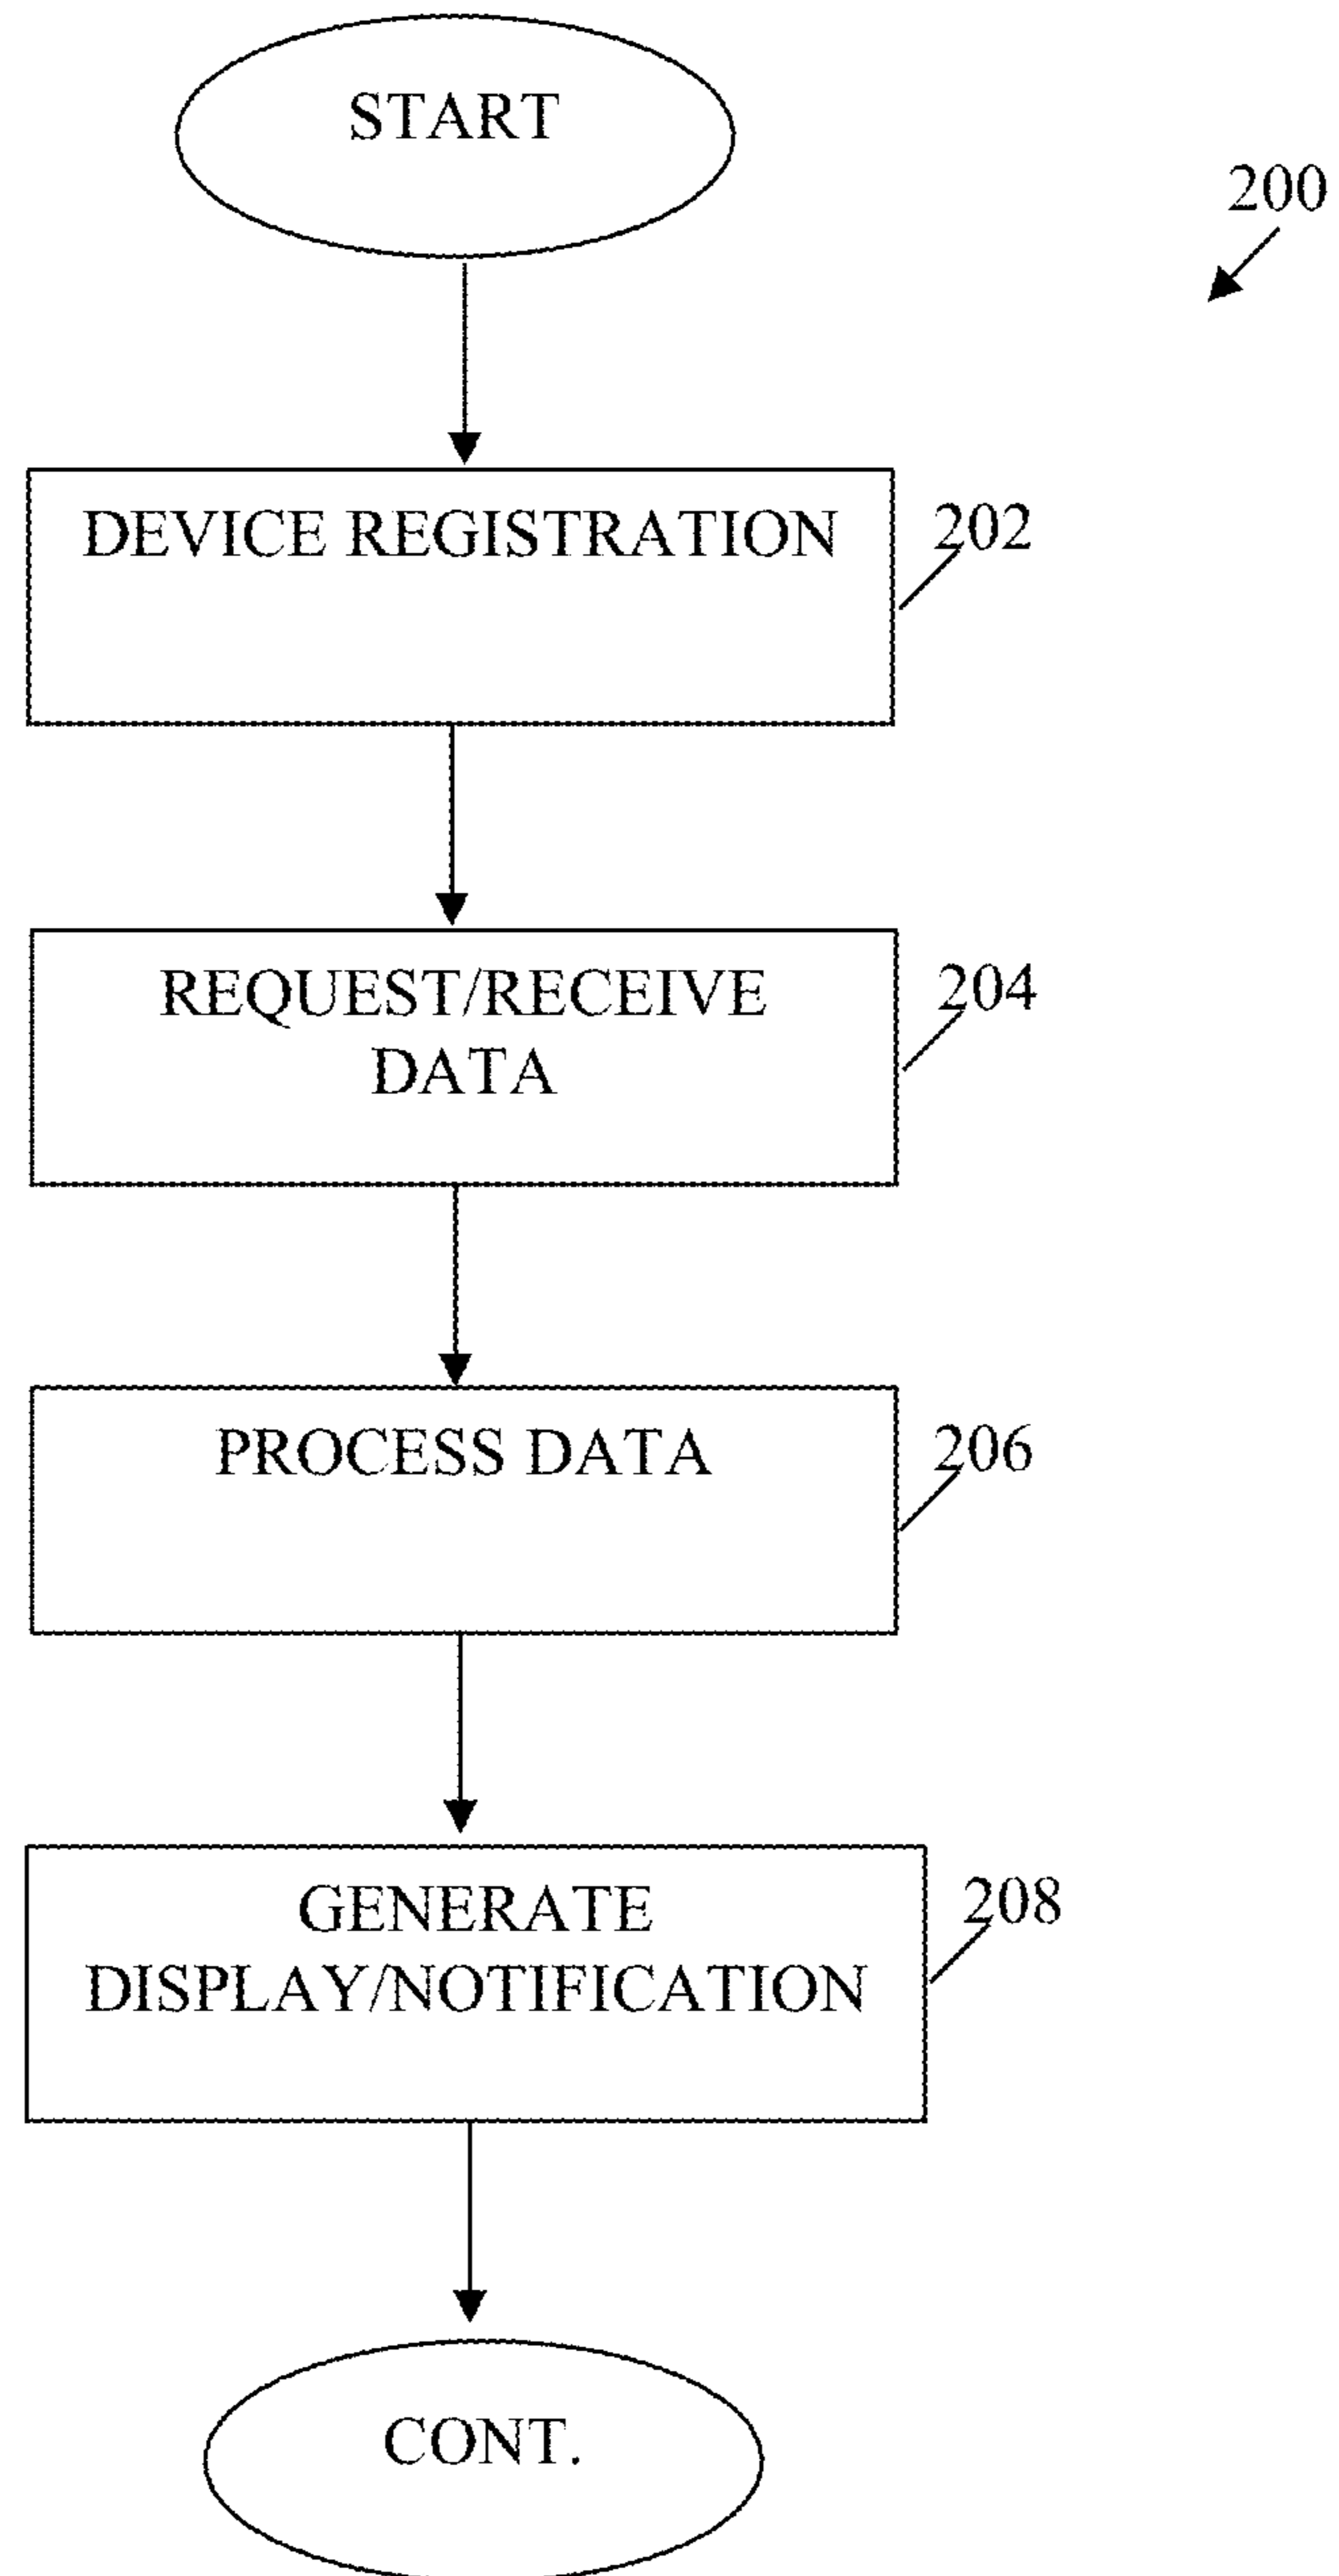 START
200
DEVICE REGISTRATION
202
REQUEST/RECEIVE
DATA
204
PROCESS DATA
206
GENERATE
DISPLAY/NOTIFICATION
208
CONT.